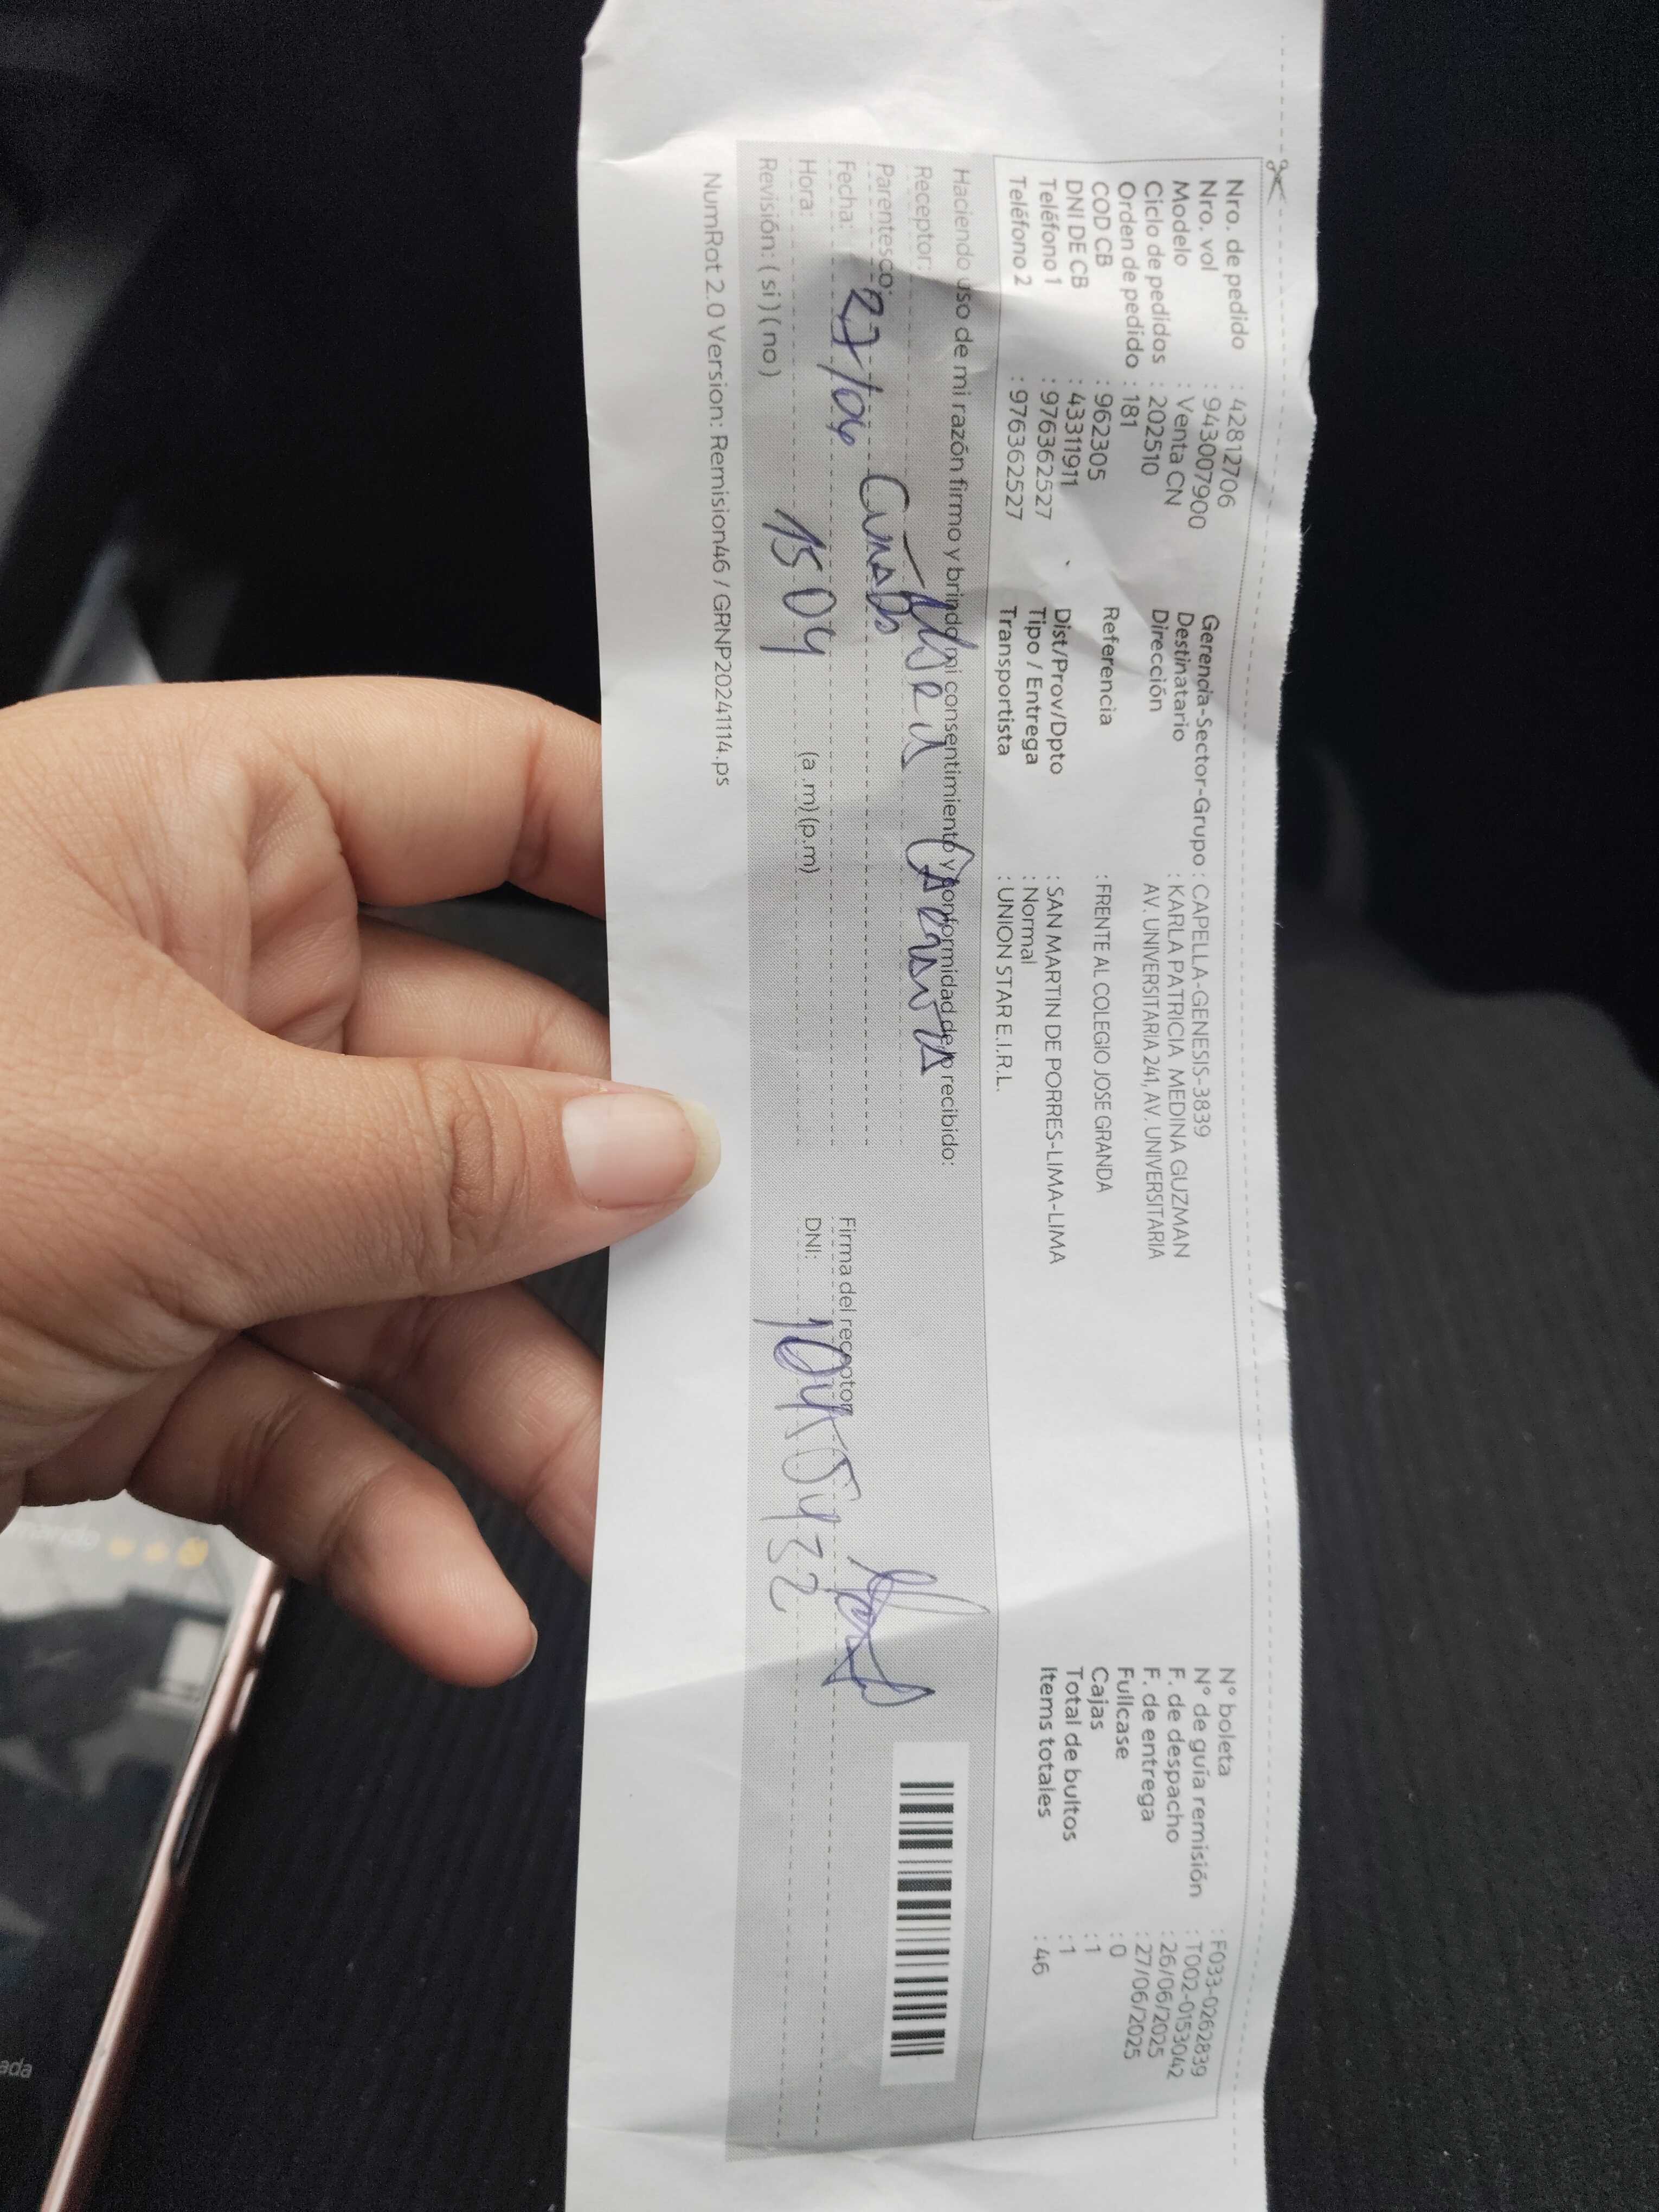 Nro. de pedido : 42812706
Nro. vol : 943007900
Modelo : Venta CN
Ciclo de pedidos : 202510
Orden de pedido : 181
COD CB : 962305
DNI DE CB : 43311911
Teléfono 1 : 976362527
Teléfono 2 : 976362527
Gerencia-Sector-Grupo : CAPELLA-GENESIS-3839
Destinatario : KARLA PATRICIA MEDINA GUZMAN
Dirección AV. UNIVERSITARIA 241, AV. UNIVERSITARIA
Referencia : FRENTE AL COLEGIO JOSE GRANDA
Dist/Prov/Dpto : SAN MARTIN DE PORRES-LIMA-LIMA
Tipo / Entrega : Normal
Transportista : UNION STAR E.I.R.L.
N° boleta : F033-0262839
N° de guía remisión : T002-0153042
F. de despacho : 26/06/2025
F. de entrega : 27/06/2025
Fullcase : 0
Cajas : 1
Total de bultos : 1
Items totales : 46
Haciendo uso de mi razón firmo y brindo mi consentimiento y conformidad de lo recibido:
Receptor:
Parentesco:
Fecha: 27/06
Hora: 15 04 (a.m) (p.m)
Revisión: ( si ) ( no )
Firma del receptor
DNI:
NumRot 2.0 Version: Remision46 / GRNP20241114.ps